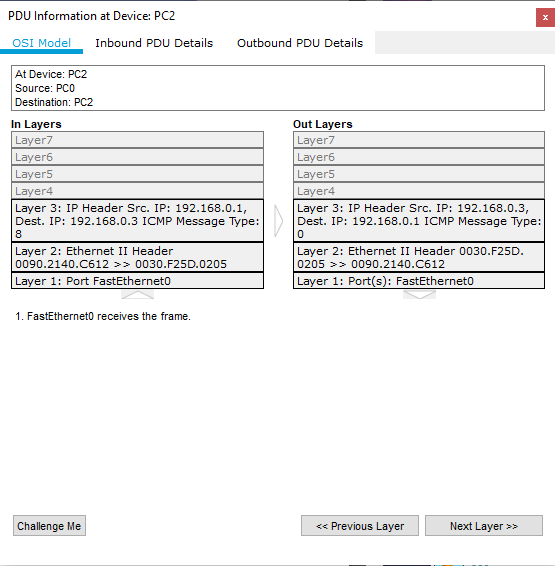 PDU Information at Device: PC2
x
OSI Model Inbound PDU Details Outbound PDU Details
At Device: PC2
Source: PC0
Destination: PC2
In Layers
Layer7
Layer6
Layer5
Layer4
Layer 3: IP Header Src. IP: 192.168.0.1,
Dest. IP: 192.168.0.3 ICMP Message Type:
8
Layer 2: Ethernet II Header
0090.2140.C612 >> 0030.F25D.0205
Layer 1: Port FastEthernet0
Out Layers
Layer7
Layer6
Layer5
Layer4
Layer 3: IP Header Src. IP: 192.168.0.3,
Dest. IP: 192.168.0.1 ICMP Message Type:
0
Layer 2: Ethernet II Header 0030.F25D.
0205 >> 0090.2140.C612
Layer 1: Port(s): FastEthernet0
1. FastEthernet0 receives the frame.
Challenge Me
<< Previous Layer
Next Layer >>